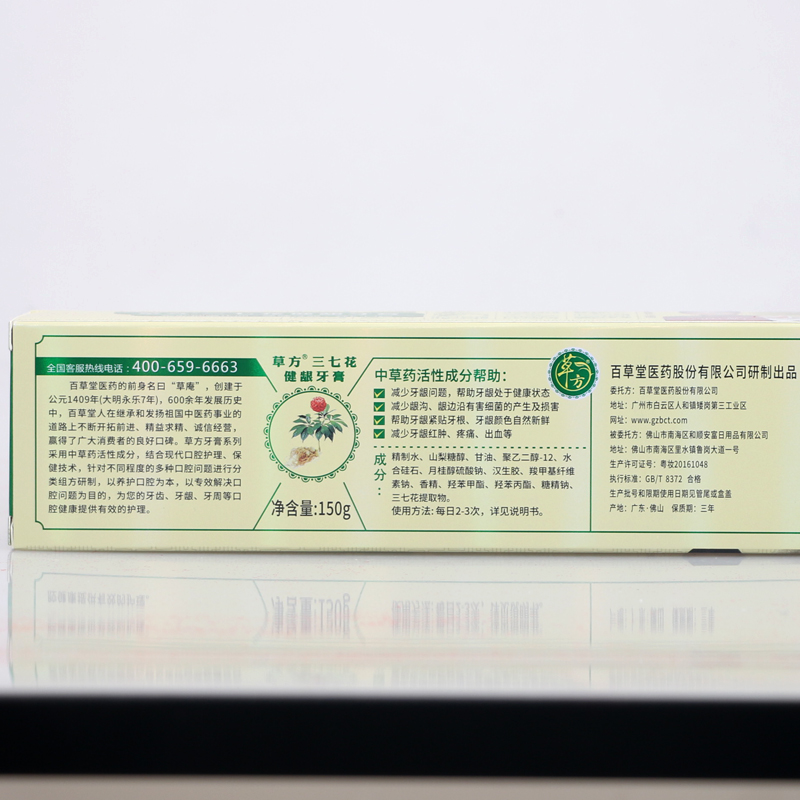 全国客服热线电话：400-659-6663
百草堂医药的前身名曰“草庵”，创建于
公元1409年(大明永乐7年)，600余年发展历史
中，百草堂人在继承和发扬祖国中医药事业的
道路上不断开拓前进、精益求精、诚信经营，
赢得了广大消费者的良好口碑。草方牙膏系列
采用中草药活性成分，结合现代口腔护理、保
健技术，针对不同程度的多种口腔问题进行分
类组方研制，以养护口腔为本，以专效解决口
腔问题为目的，为您的牙齿、牙龈、牙周等口
腔健康提供有效的护理。
草方®三七花
健龈牙膏
净含量:150g
中草药活性成分帮助：
减少牙龈问题，帮助牙龈处于健康状态
减少龈沟、龈边沿有害细菌的产生及损害
帮助牙龈紧贴牙根、牙龈颜色自然新鲜
减少牙龈红肿、疼痛、出血等
成分：
精制水、山梨糖醇、甘油、聚乙二醇-12、水
合硅石、月桂醇硫酸钠、汉生胶、羧甲基纤维
素钠、香精、羟苯甲酯、羟苯丙酯、糖精钠、
三七花提取物。
使用方法：每日2-3次，详见说明书。
草方
百草堂医药股份有限公司研制出品
委托方：百草堂医药股份有限公司
地址：广州市白云区人和镇矮岗第三工业区
网址：www.gzbct.com
被委托方：佛山市南海区和顺安富日用品有限公司
地址：佛山市南海区里水镇鲁岗大道一号
生产许可证号：粤妆20161048
执行标准：GB/T 8372 合格
生产批号和限期使用日期见管尾或盒盖
产地：广东·佛山 保质期：三年